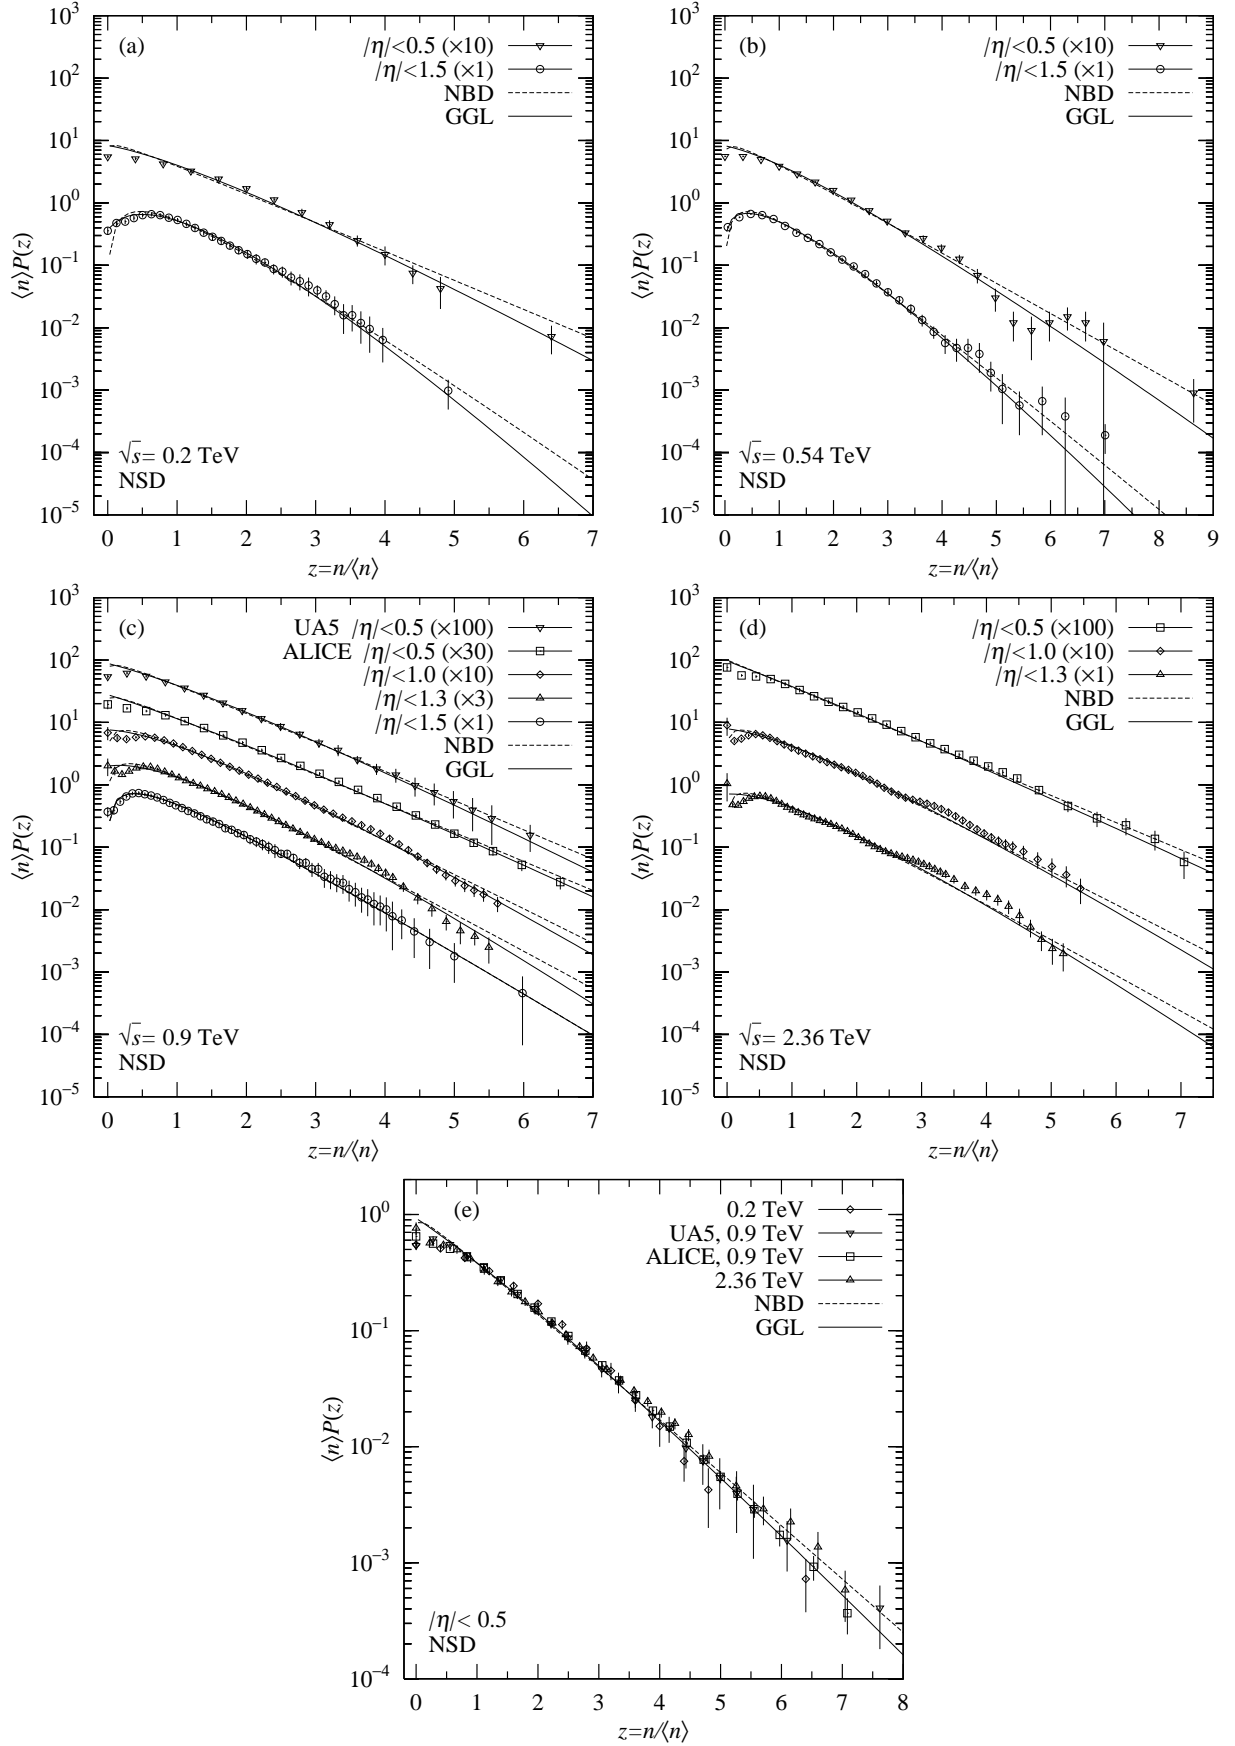 (a)
|η|<0.5 (×10)
|η|<1.5 (×1)
NBD
GGL
10³
10²
10¹
10⁰
10⁻¹
10⁻²
10⁻³
10⁻⁴
10⁻⁵
⟨n⟩P(z)
√s= 0.2 TeV
NSD
0 1 2 3 4 5 6 7
z=n/⟨n⟩
(b)
|η|<0.5 (×10)
|η|<1.5 (×1)
NBD
GGL
10³
10²
10¹
10⁰
10⁻¹
10⁻²
10⁻³
10⁻⁴
10⁻⁵
⟨n⟩P(z)
√s= 0.54 TeV
NSD
0 1 2 3 4 5 6 7 8 9
z=n/⟨n⟩
(c)
UA5 |η|<0.5 (×100)
ALICE |η|<0.5 (×30)
|η|<1.0 (×10)
|η|<1.3 (×3)
|η|<1.5 (×1)
NBD
GGL
10³
10²
10¹
10⁰
10⁻¹
10⁻²
10⁻³
10⁻⁴
10⁻⁵
⟨n⟩P(z)
√s= 0.9 TeV
NSD
0 1 2 3 4 5 6 7
z=n/⟨n⟩
(d)
|η|<0.5 (×100)
|η|<1.0 (×10)
|η|<1.3 (×1)
NBD
GGL
10³
10²
10¹
10⁰
10⁻¹
10⁻²
10⁻³
10⁻⁴
10⁻⁵
⟨n⟩P(z)
√s= 2.36 TeV
NSD
0 1 2 3 4 5 6 7
z=n/⟨n⟩
(e)
0.2 TeV
UA5, 0.9 TeV
ALICE, 0.9 TeV
2.36 TeV
NBD
GGL
10⁰
10⁻¹
10⁻²
10⁻³
10⁻⁴
⟨n⟩P(z)
|η|< 0.5
NSD
0 1 2 3 4 5 6 7 8
z=n/⟨n⟩